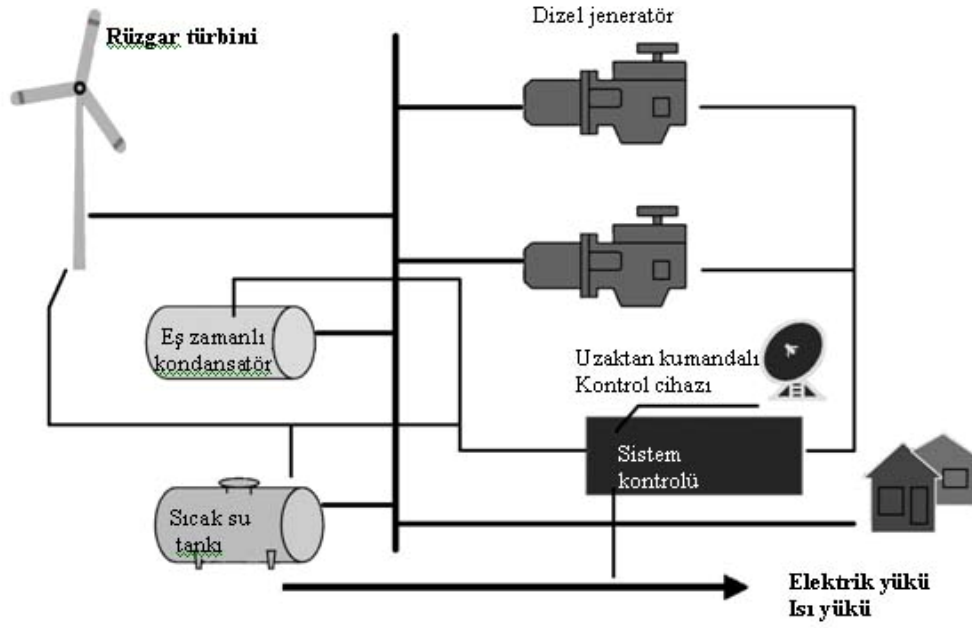 Dizel jeneratör
Rüzgar türbini
Eş zamanlı
kondansatör
Uzaktan kumandalı
Kontrol cihazı
Sistem
kontrolü
Sıcak su
tankı
Elektrik yükü
Isı yükü